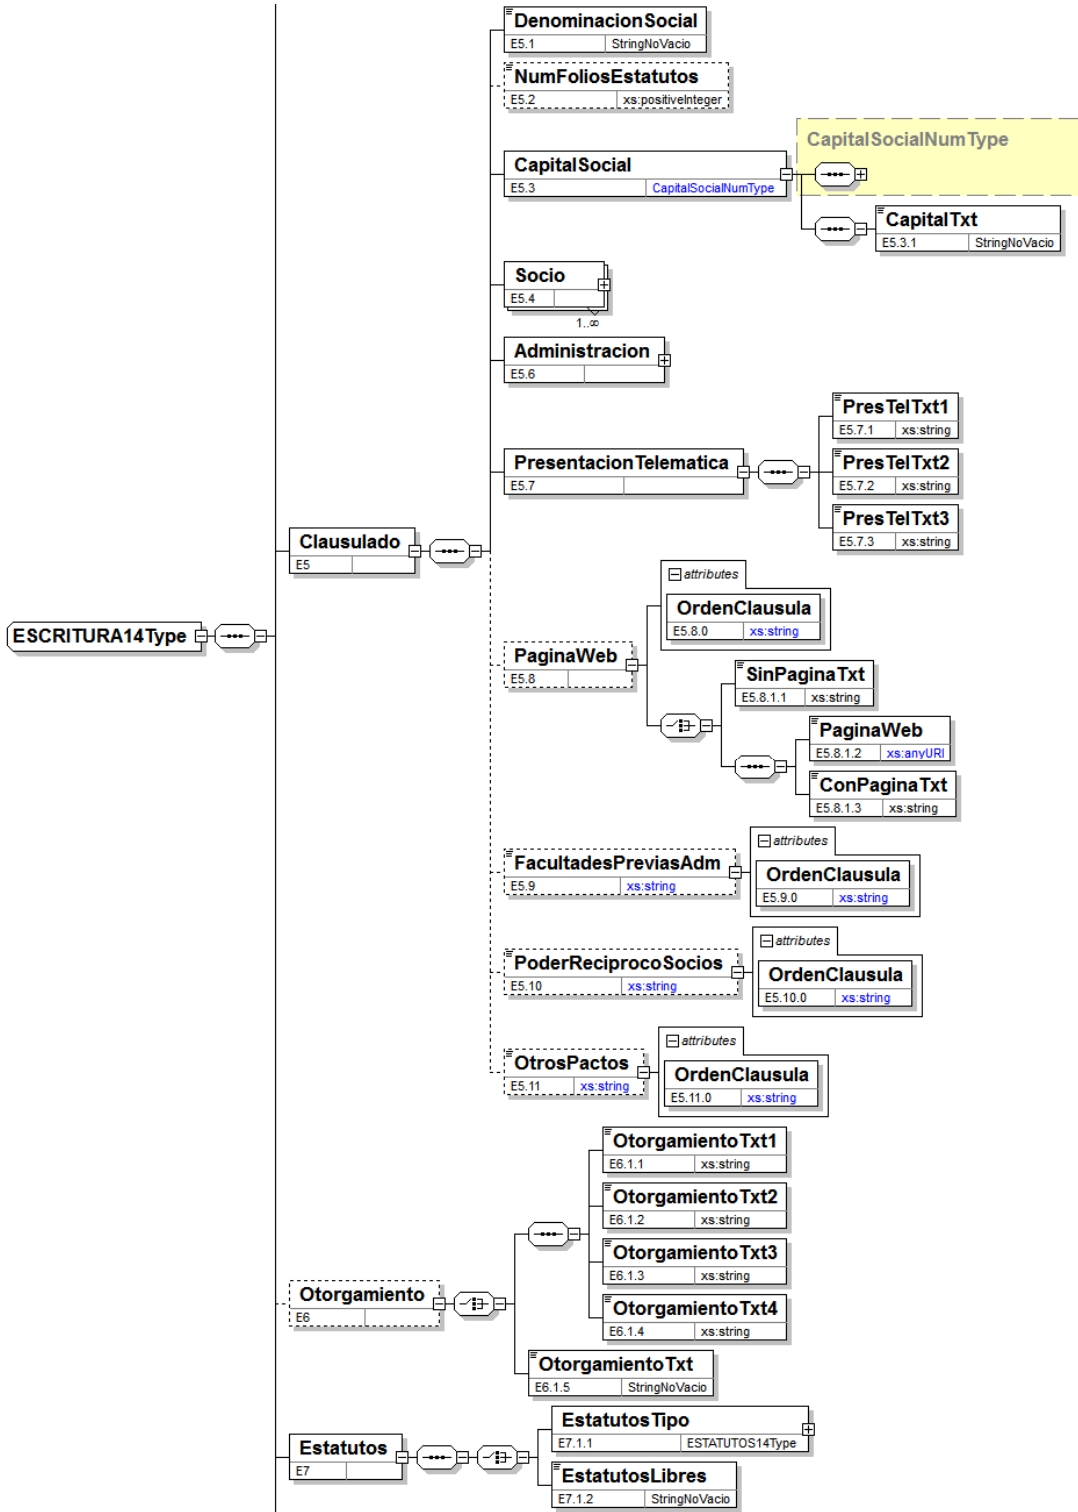 DenominacionSocial
E5.1 StringNoVacio
NumFoliosEstatutos
E5.2 xs:positiveInteger
CapitalSocialNumType
CapitalSocial
E5.3 CapitalSocialNumType
CapitalTxt
E5.3.1 StringNoVacio
Socio
E5.4
1..∞
Administracion
E5.6
PresTelTxt1
E5.7.1 xs:string
PresentacionTelematica
E5.7
PresTelTxt2
E5.7.2 xs:string
PresTelTxt3
E5.7.3 xs:string
Clausulado
E5
attributes
OrdenClausula
E5.8.0 xs:string
ESCRITURA14Type
PaginaWeb
E5.8
SinPaginaTxt
E5.8.1.1 xs:string
PaginaWeb
E5.8.1.2 xs:anyURI
ConPaginaTxt
E5.8.1.3 xs:string
attributes
FacultadesPreviasAdm
E5.9 xs:string
OrdenClausula
E5.9.0 xs:string
attributes
PoderReciprocoSocios
E5.10 xs:string
OrdenClausula
E5.10.0 xs:string
attributes
OtrosPactos
E5.11 xs:string
OrdenClausula
E5.11.0 xs:string
OtorgamientoTxt1
E6.1.1 xs:string
OtorgamientoTxt2
E6.1.2 xs:string
OtorgamientoTxt3
E6.1.3 xs:string
Otorgamiento
E6
OtorgamientoTxt4
E6.1.4 xs:string
OtorgamientoTxt
E6.1.5 StringNoVacio
EstatutosTipo
E7.1.1 ESTATUTOS14Type
Estatutos
E7
EstatutosLibres
E7.1.2 StringNoVacio